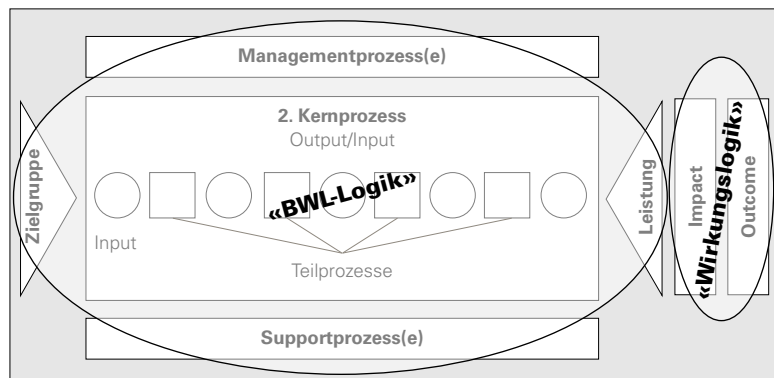 Managementprozess(e)
2. Kernprozess
Output/Input
Zielgruppe
«BWL-Logik»
Input
Teilprozesse
Leistung
Impact
«Wirkungslogik»
Outcome
Supportprozess(e)